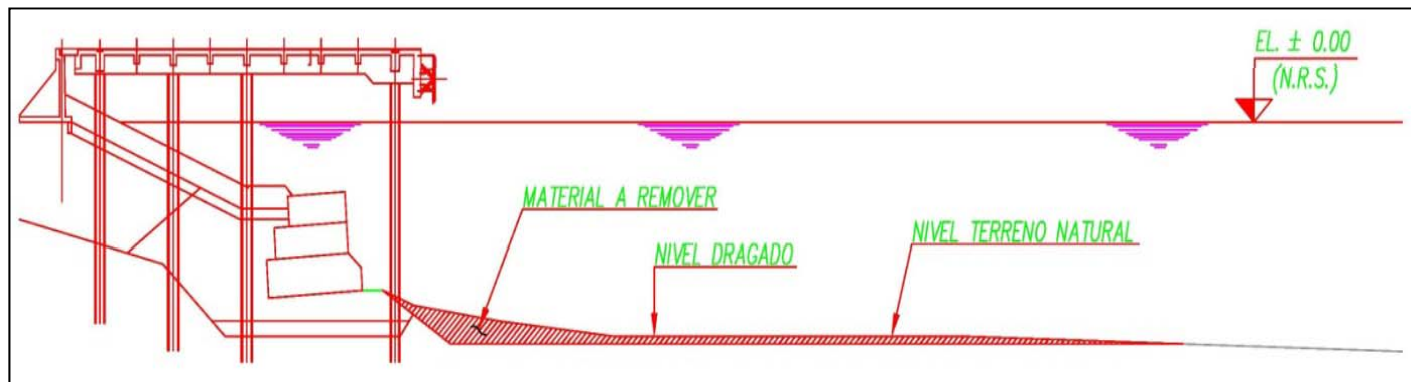 EL. ± 0.00
(N.R.S.)
MATERIAL A REMOVER
NIVEL TERRENO NATURAL
NIVEL DRAGADO